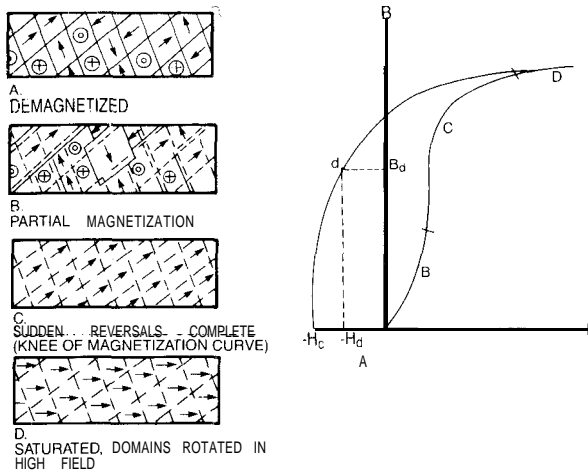 A.
DEMAGNETIZED
B.
PARTIAL MAGNETIZATION
C.
SUDDEN REVERSALS COMPLETE
(KNEE OF MAGNETIZATION CURVE)
D.
SATURATED, DOMAINS ROTATED IN
HIGH FIELD
B
D
C
d
Bd
B
-Hc
-Hd
A